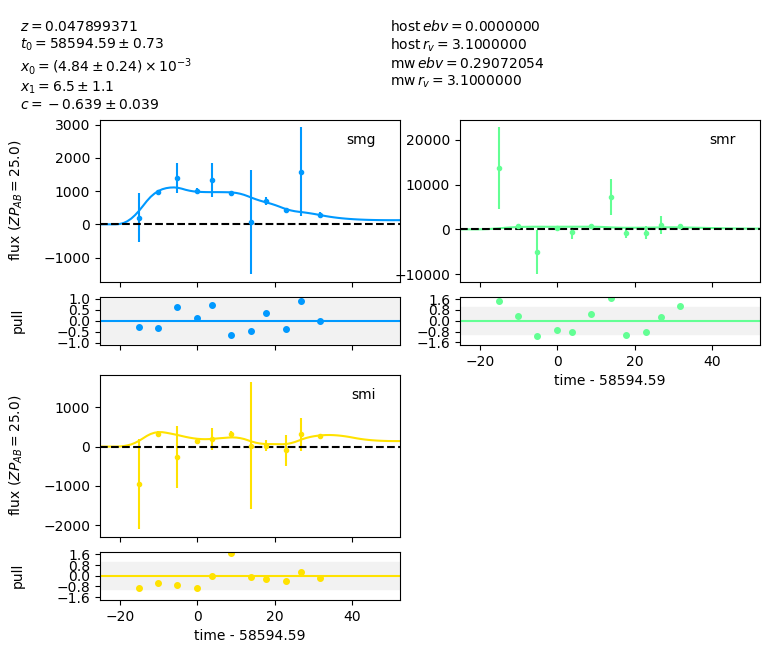 z = 0.047899371
t₀ = 58594.59 ± 0.73
x₀ = (4.84 ± 0.24) × 10⁻³
x₁ = 6.5 ± 1.1
c = −0.639 ± 0.039
host ebv = 0.0000000
host r_v = 3.1000000
mw ebv = 0.29072054
mw r_v = 3.1000000
smg
3000
2000
1000
0
−1000
flux (ZP_AB = 25.0)
smr
20000
10000
0
−10000
1.0
0.5
0.0
−0.5
−1.0
pull
1.6
0.8
0.0
−0.8
−1.6
−20 0 20 40
time - 58594.59
smi
1000
0
−1000
−2000
flux (ZP_AB = 25.0)
1.6
0.8
0.0
−0.8
−1.6
pull
−20 0 20 40
time - 58594.59